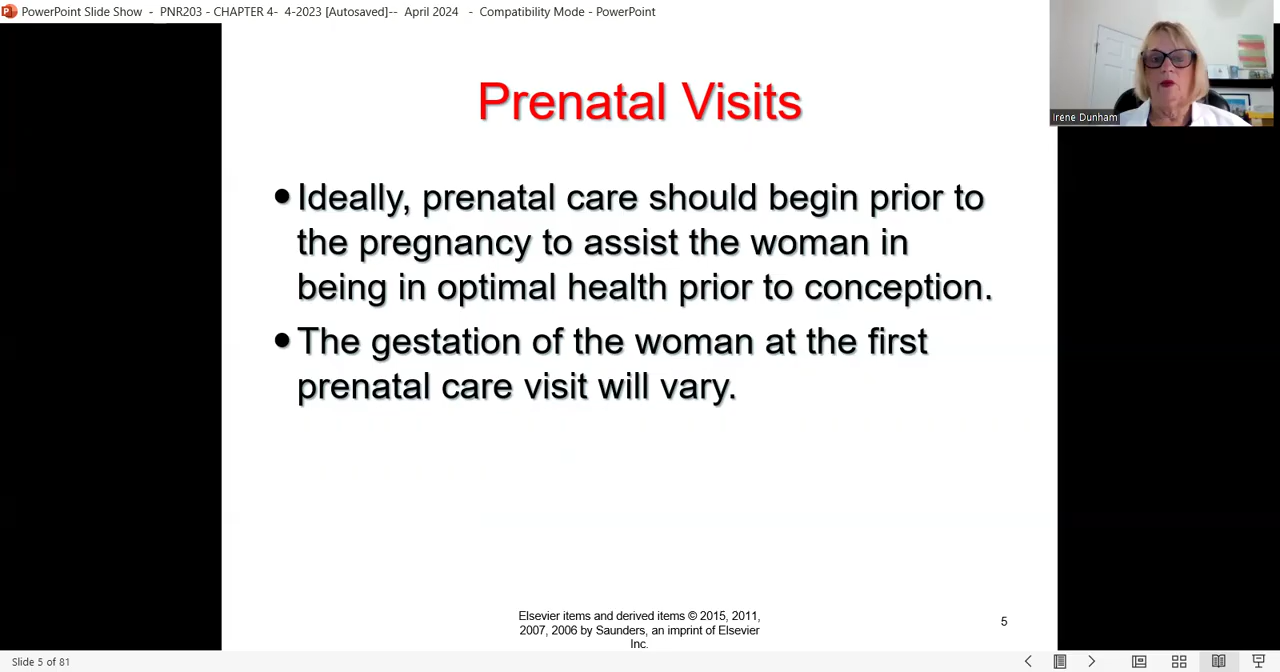 PowerPoint Slide Show - PNR203 - CHAPTER 4- 4-2023 [Autosaved]-- April 2024 - Compatibility Mode - PowerPoint
Irene Dunham
Prenatal Visits
• Ideally, prenatal care should begin prior to
the pregnancy to assist the woman in
being in optimal health prior to conception.
• The gestation of the woman at the first
prenatal care visit will vary.
Elsevier items and derived items © 2015, 2011,
2007, 2006 by Saunders, an imprint of Elsevier
Inc.
5
Slide 5 of 81